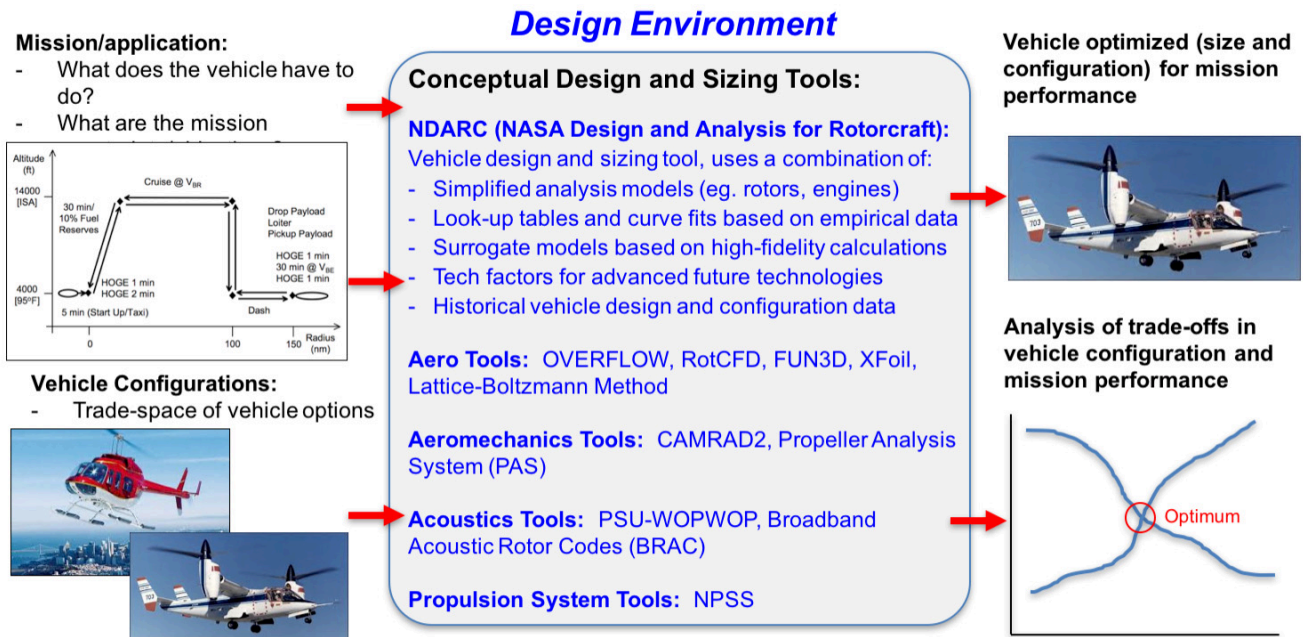 Design Environment
Mission/application:
- What does the vehicle have to
do?
- What are the mission
Altitude
(ft)
14000
[ISA]
Cruise @ VBR
30 min/
10% Fuel
Reserves
Drop Payload
Loiter
Pickup Payload
HOGE 1 min
30 min @ VBE
HOGE 1 min
HOGE 1 min
HOGE 2 min
4000
[95ºF]
5 min (Start Up/Taxi)
Dash
0
100
150
Radius
(nm)
Vehicle Configurations:
- Trade-space of vehicle options
703
Conceptual Design and Sizing Tools:
NDARC (NASA Design and Analysis for Rotorcraft):
Vehicle design and sizing tool, uses a combination of:
- Simplified analysis models (eg. rotors, engines)
- Look-up tables and curve fits based on empirical data
- Surrogate models based on high-fidelity calculations
- Tech factors for advanced future technologies
- Historical vehicle design and configuration data
Aero Tools: OVERFLOW, RotCFD, FUN3D, XFoil,
Lattice-Boltzmann Method
Aeromechanics Tools: CAMRAD2, Propeller Analysis
System (PAS)
Acoustics Tools: PSU-WOPWOP, Broadband
Acoustic Rotor Codes (BRAC)
Propulsion System Tools: NPSS
Vehicle optimized (size and
configuration) for mission
performance
703
Analysis of trade-offs in
vehicle configuration and
mission performance
Optimum